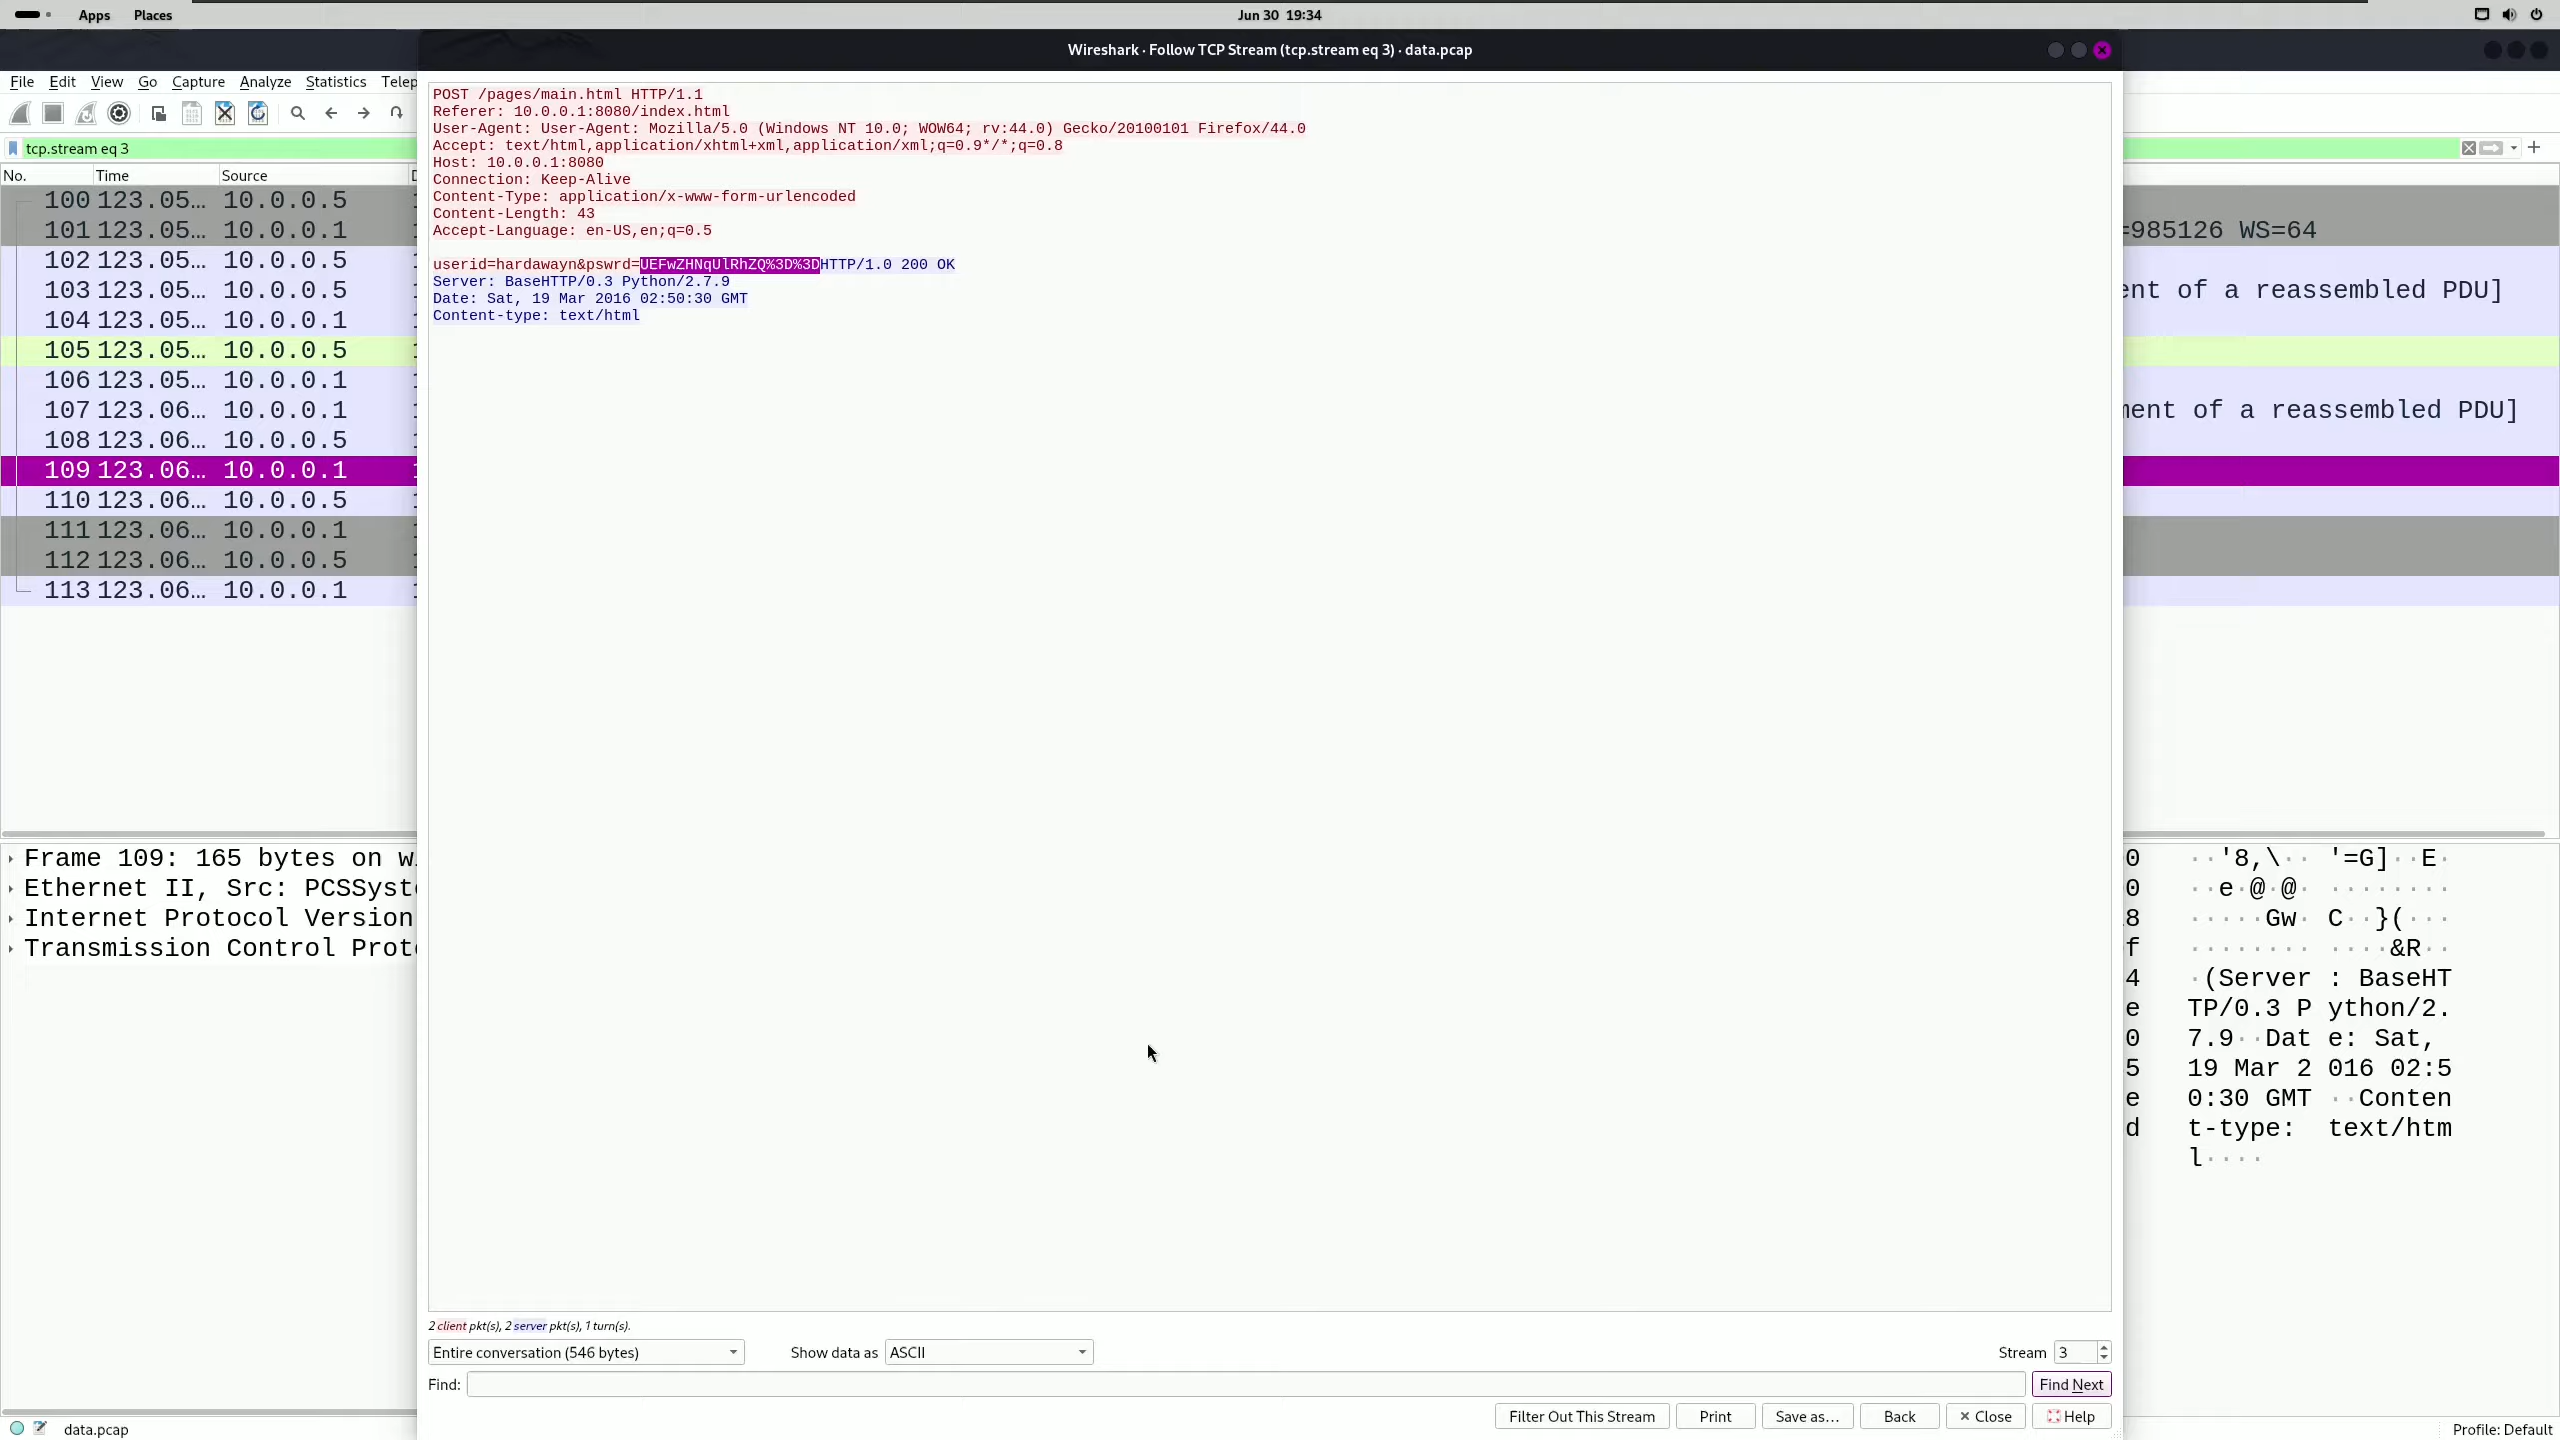 Apps Places Jun 30 19:34
Wireshark · Follow TCP Stream (tcp.stream eq 3) · data.pcap
File Edit View Go Capture Analyze Statistics Telep
tcp.stream eq 3
No. Time Source
100 123.05… 10.0.0.5
101 123.05… 10.0.0.1 =985126 WS=64
102 123.05… 10.0.0.5
103 123.05… 10.0.0.5 ent of a reassembled PDU]
104 123.05… 10.0.0.1
105 123.05… 10.0.0.5
106 123.05… 10.0.0.1
107 123.06… 10.0.0.1 ment of a reassembled PDU]
108 123.06… 10.0.0.5
109 123.06… 10.0.0.1
110 123.06… 10.0.0.5
111 123.06… 10.0.0.1
112 123.06… 10.0.0.5
113 123.06… 10.0.0.1
POST /pages/main.html HTTP/1.1
Referer: 10.0.0.1:8080/index.html
User-Agent: User-Agent: Mozilla/5.0 (Windows NT 10.0; WOW64; rv:44.0) Gecko/20100101 Firefox/44.0
Accept: text/html,application/xhtml+xml,application/xml;q=0.9*/*;q=0.8
Host: 10.0.0.1:8080
Connection: Keep-Alive
Content-Type: application/x-www-form-urlencoded
Content-Length: 43
Accept-Language: en-US,en;q=0.5
userid=hardawayn&pswrd=UEFwZHNqUlRhZQ%3D%3DHTTP/1.0 200 OK
Server: BaseHTTP/0.3 Python/2.7.9
Date: Sat, 19 Mar 2016 02:50:30 GMT
Content-type: text/html
Frame 109: 165 bytes on w
Ethernet II, Src: PCSSyst
Internet Protocol Version
Transmission Control Prot
0 ··'8,\·· '=G]··E·
0 ··e·@·@· ········
8 ·····Gw· C··}(···
f ········ ····&R··
4 ·(Server : BaseHT
e TP/0.3 P ython/2.
0 7.9··Dat e: Sat,
5 19 Mar 2 016 02:5
e 0:30 GMT ··Conten
d t-type: text/htm
l····
2 client pkt(s), 2 server pkt(s), 1 turn(s).
Entire conversation (546 bytes) Show data as ASCII Stream 3
Find: Find Next
Filter Out This Stream Print Save as… Back Close Help
data.pcap Profile: Default